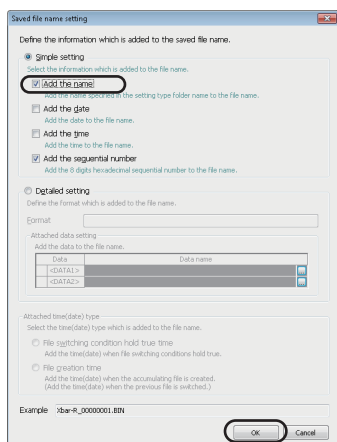 Saved file name setting
Define the information which is added to the saved file name.
Simple setting
Select the information which is added to the file name.
Add the name
Add the name specified in the setting type folder name to the file name.
Add the date
Add the date to the file name.
Add the time
Add the time to the file name.
Add the sequential number
Add the 8 digits hexadecimal sequential number to the file name.
Detailed setting
Define the format which is added to the file name.
Format
Attached data setting
Add the data to the file name.
Data Data name
<DATA1> ...
<DATA2> ...
Attached time(date) type
Select the time(date) type which is added to the file name.
File switching condition hold true time
Add the time(date) when file switching conditions hold true.
File creation time
Add the time(date) when the accumulating file is created.
(Add the time(date) when the previous file is switched.)
Example Xbar-R_00000001.BIN
OK Cancel